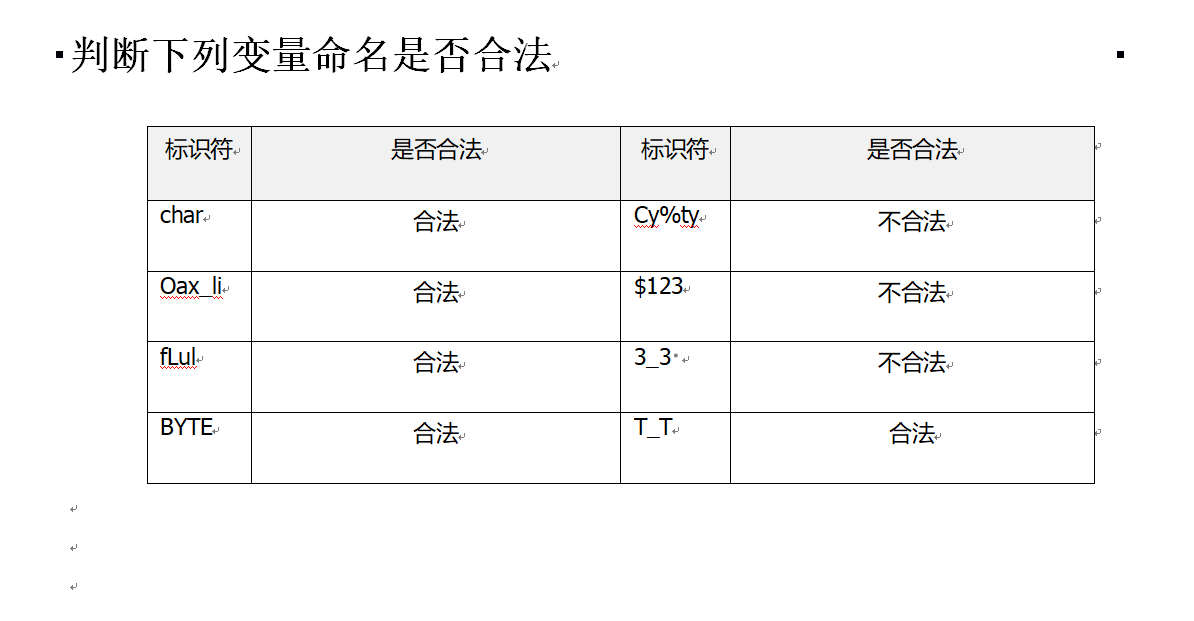 判断下列变量命名是否合法
标识符 是否合法 标识符 是否合法
char 合法 Cy%ty 不合法
Oax_li 合法 $123 不合法
fLul 合法 3_3 不合法
BYTE 合法 T_T 合法